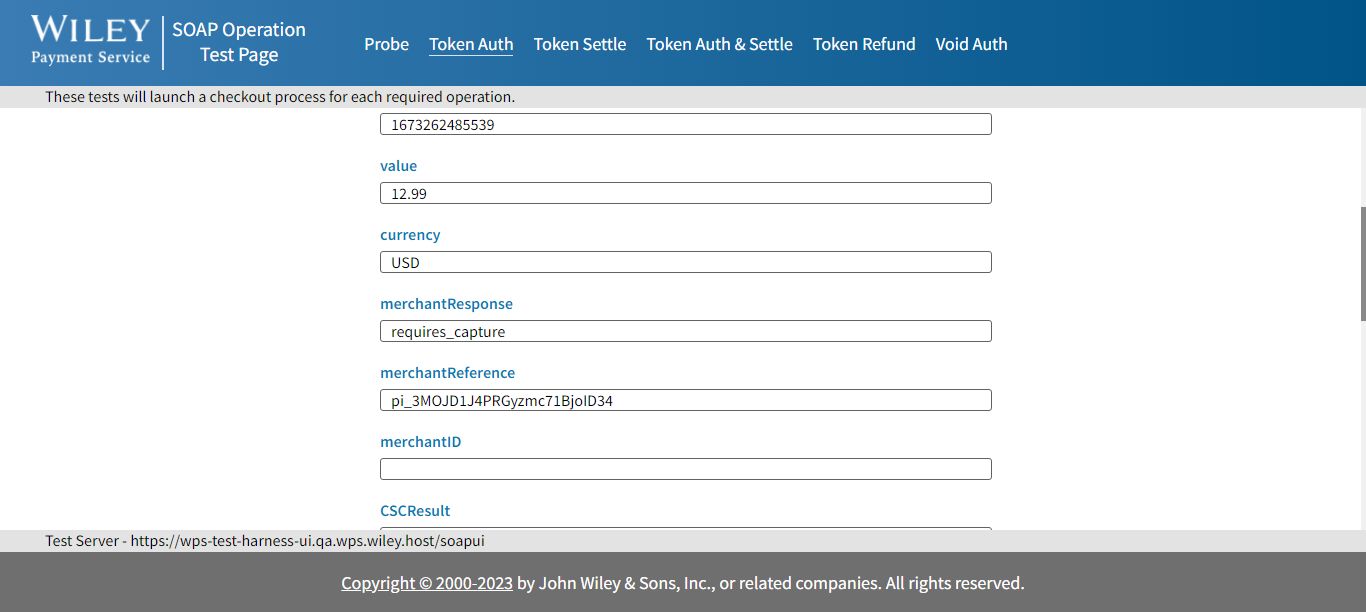 WILEY
Payment Service
SOAP Operation
Test Page
Probe Token Auth Token Settle Token Auth & Settle Token Refund Void Auth
These tests will launch a checkout process for each required operation.
1673262485539
value
12.99
currency
USD
merchantResponse
requires_capture
merchantReference
pi_3MOJD1J4PRGyzmc71BjoID34
merchantID
CSCResult
Test Server - https://wps-test-harness-ui.qa.wps.wiley.host/soapui
Copyright © 2000-2023 by John Wiley & Sons, Inc., or related companies. All rights reserved.